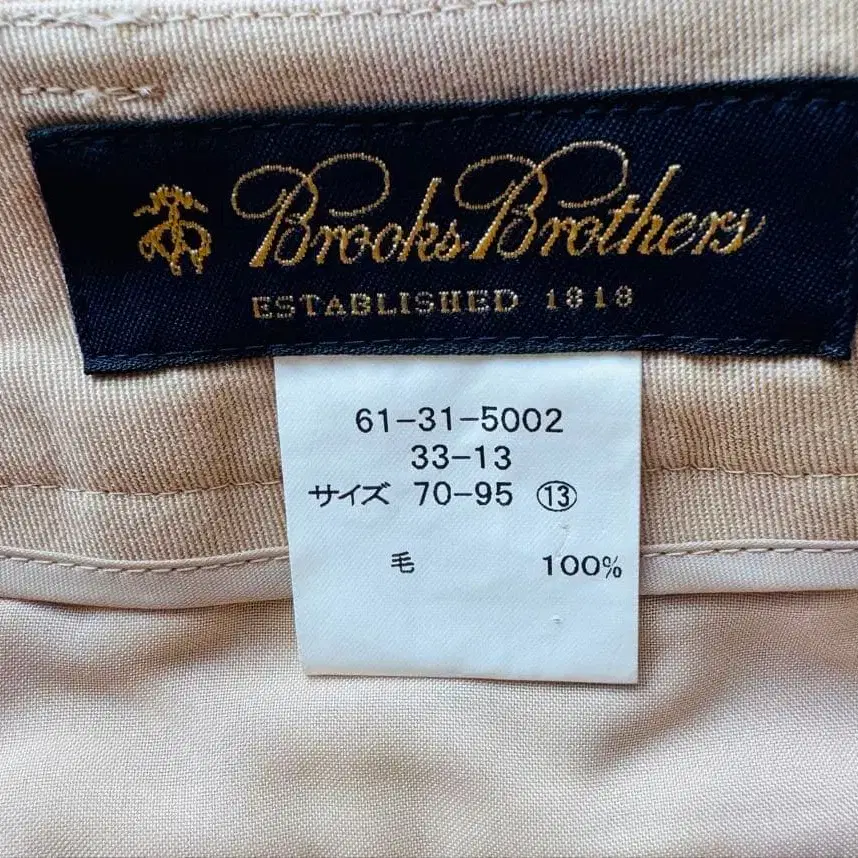 Brooks Brothers
ESTABLISHED 1818
61-31-5002
33-13
サイズ 70-95 ⑬
毛 100%